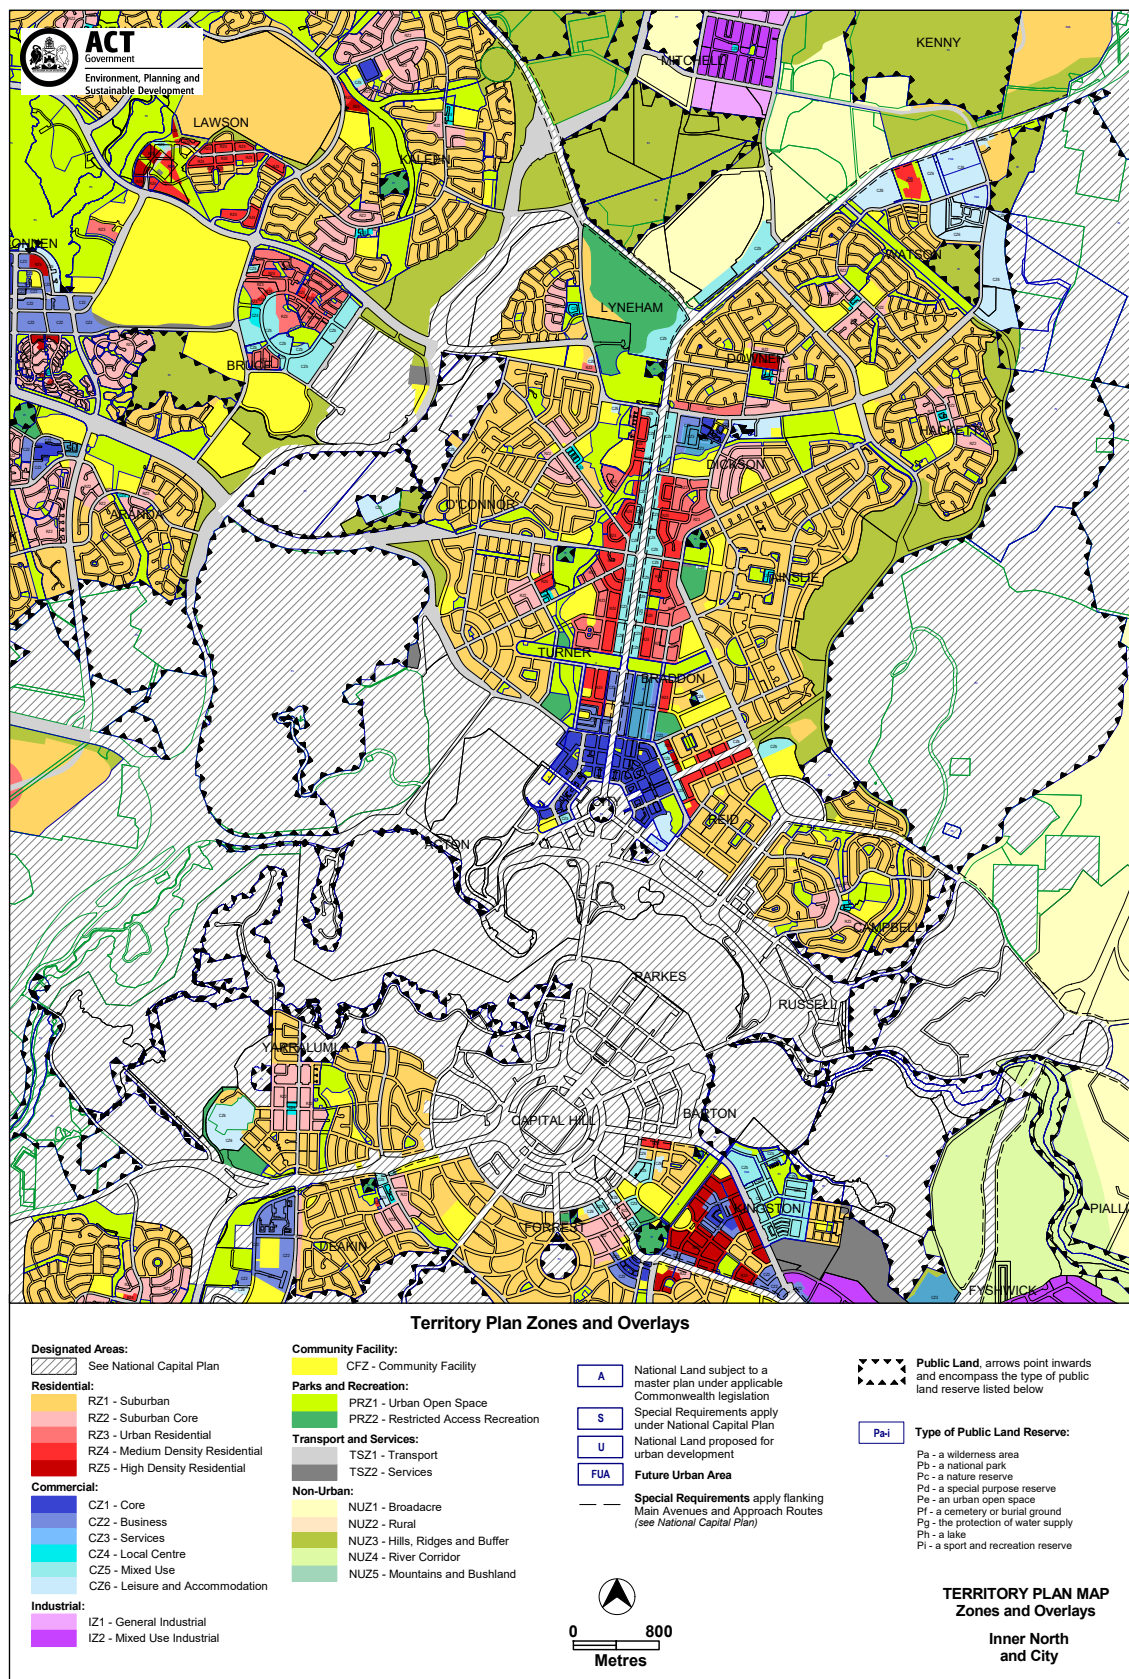 ACT
Government
Environment, Planning and
Sustainable Development
KENNY
MITCHELL
LAWSON
KALEEN
WATSON
LYNEHAM
DOWNER
BRUCE
HACKETT
DICKSON
O'CONNOR
ARANDA
AINSLIE
TURNER
BRADDON
CITY
REID
ACTON
CAMPBELL
PARKES
RUSSELL
YARRALUMLA
CAPITAL HILL
BARTON
KINGSTON
PIALLI
FORREST
DEAKIN
FYSHWICK
Territory Plan Zones and Overlays
Designated Areas:
See National Capital Plan
Residential:
RZ1 - Suburban
RZ2 - Suburban Core
RZ3 - Urban Residential
RZ4 - Medium Density Residential
RZ5 - High Density Residential
Commercial:
CZ1 - Core
CZ2 - Business
CZ3 - Services
CZ4 - Local Centre
CZ5 - Mixed Use
CZ6 - Leisure and Accommodation
Industrial:
IZ1 - General Industrial
IZ2 - Mixed Use Industrial
Community Facility:
CFZ - Community Facility
Parks and Recreation:
PRZ1 - Urban Open Space
PRZ2 - Restricted Access Recreation
Transport and Services:
TSZ1 - Transport
TSZ2 - Services
Non-Urban:
NUZ1 - Broadacre
NUZ2 - Rural
NUZ3 - Hills, Ridges and Buffer
NUZ4 - River Corridor
NUZ5 - Mountains and Bushland
A
National Land subject to a
master plan under applicable
Commonwealth legislation
S
Special Requirements apply
under National Capital Plan
U
National Land proposed for
urban development
FUA
Future Urban Area
Special Requirements apply flanking
Main Avenues and Approach Routes
(see National Capital Plan)
0 800
Metres
Public Land, arrows point inwards
and encompass the type of public
land reserve listed below
Pa-i
Type of Public Land Reserve:
Pa - a wilderness area
Pb - a national park
Pc - a nature reserve
Pd - a special purpose reserve
Pe - an urban open space
Pf - a cemetery or burial ground
Pg - the protection of water supply
Ph - a lake
Pi - a sport and recreation reserve
TERRITORY PLAN MAP
Zones and Overlays
Inner North
and City